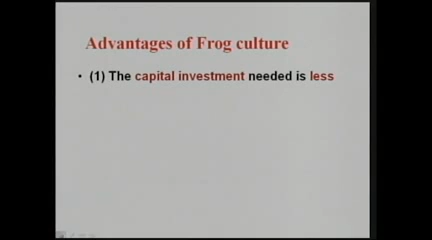 Advantages of Frog culture
• (1) The capital investment needed is less